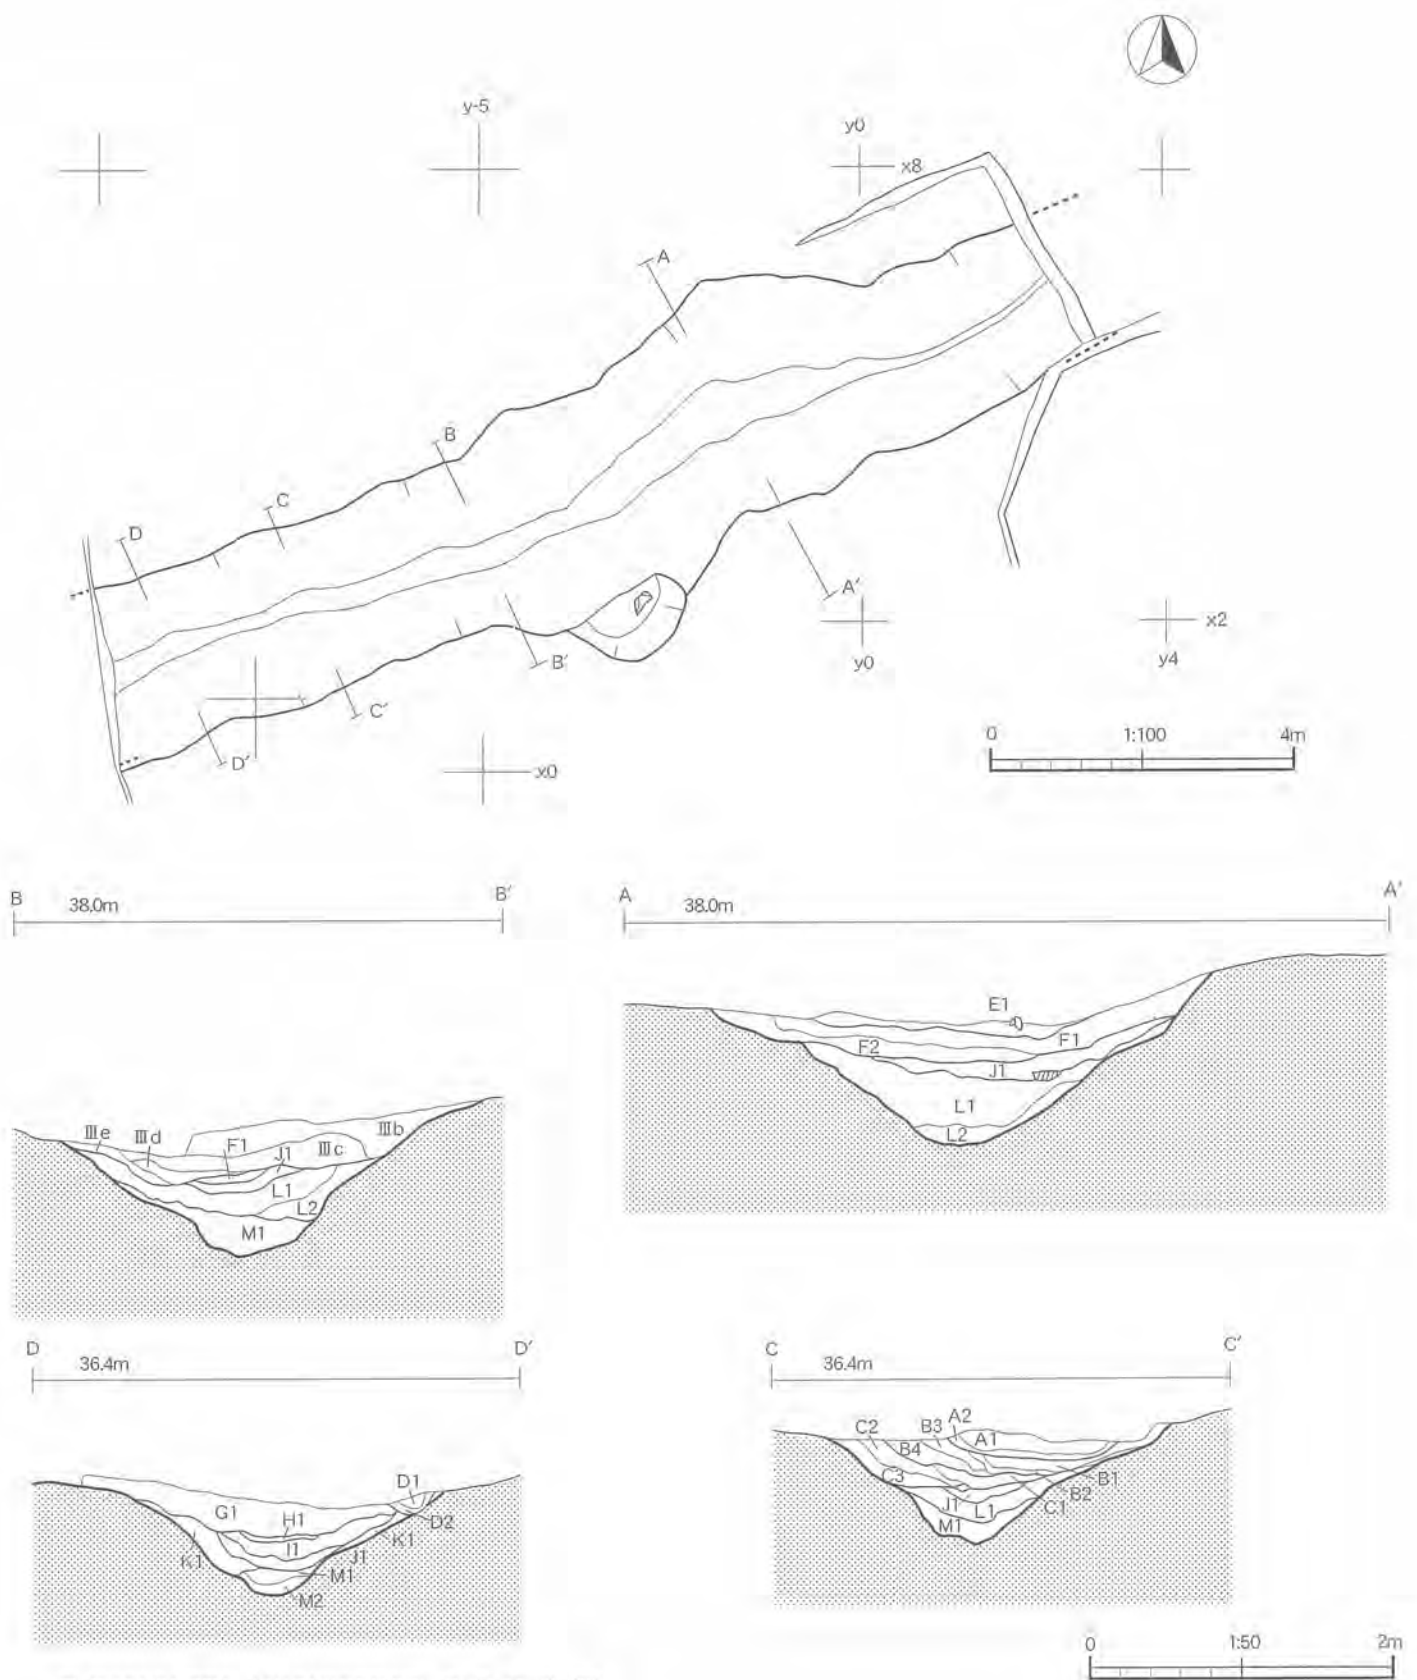 y-5
y0
x8
A
B
C
D
A′
B′
C′
D′
x2
y0
y4
x0
0 1:100 4m
B B′
38.0m
A A′
38.0m
E1
F2
F1
J1
L1
L2
Ⅲe
Ⅲd
F1
J1
Ⅲc
Ⅲb
L1
L2
M1
D D′
36.4m
C C′
36.4m
D1
G1
H1
D2
I1
K1
J1
K1
M1
M2
C2
B3
A2
A1
B4
C3
B1
B2
J1
L1
C1
M1
0 1:50 2m